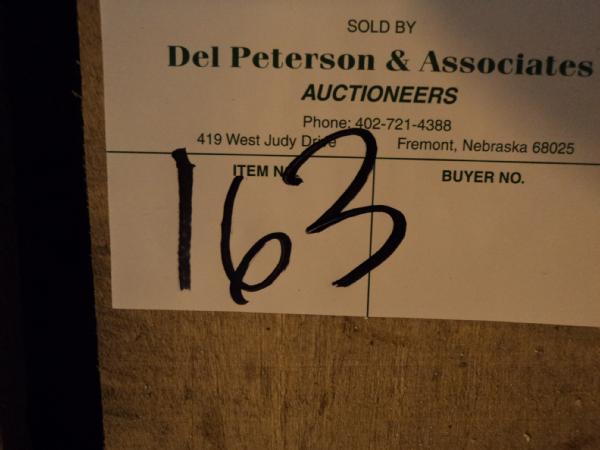 SOLD BY
Del Peterson & Associates
AUCTIONEERS
Phone: 402-721-4388
419 West Judy Drive Fremont, Nebraska 68025
ITEM NO. BUYER NO.
163